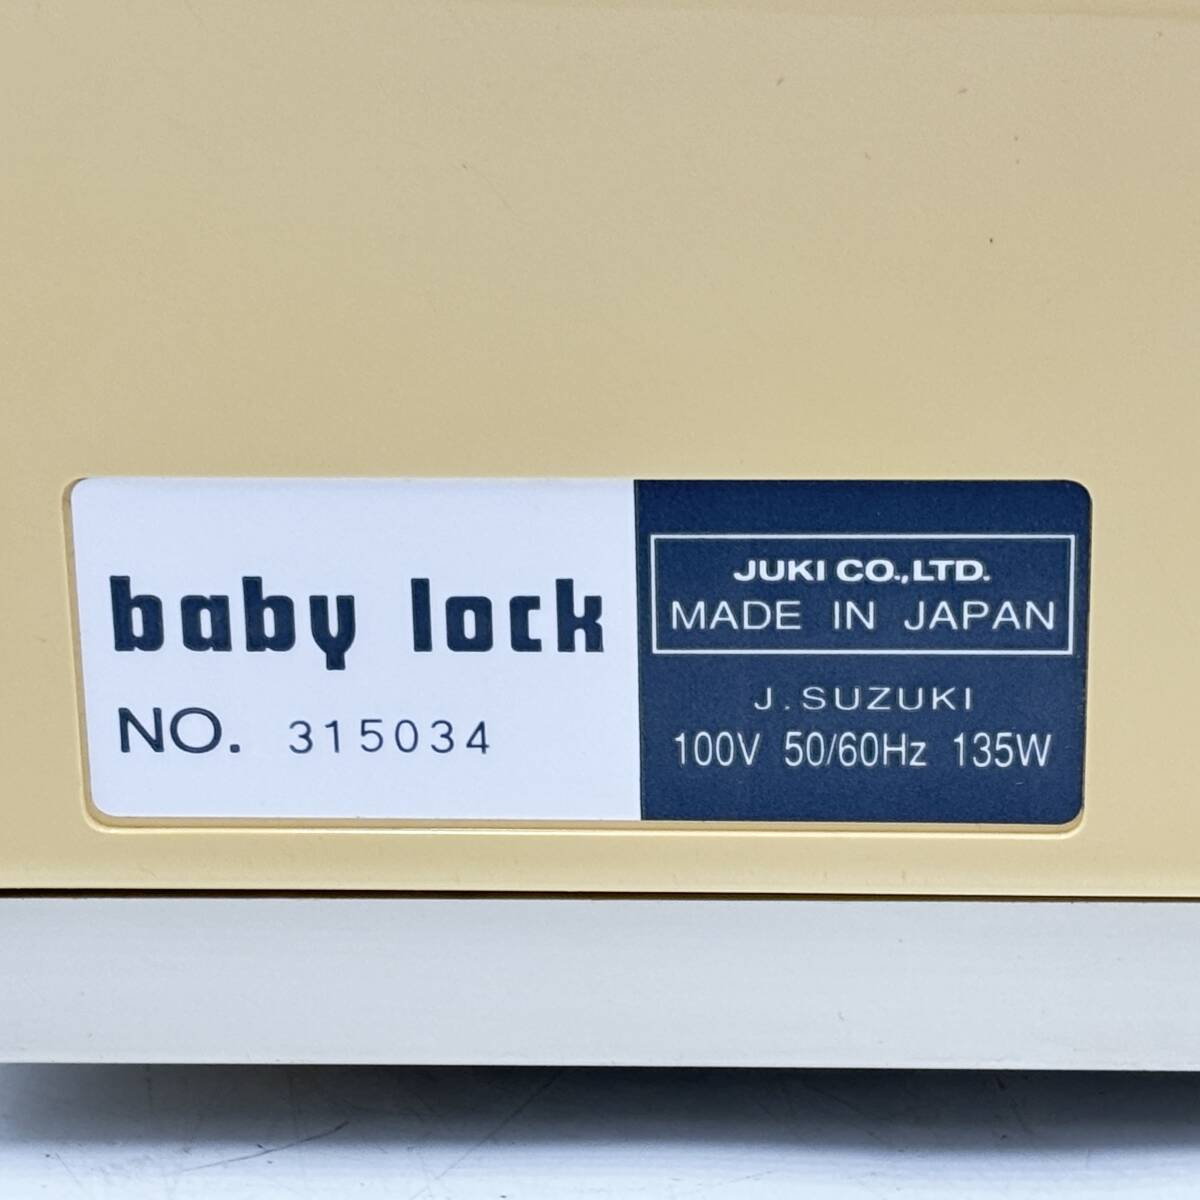 baby lock
NO. 315034
JUKI CO.,LTD.
MADE IN JAPAN
J.SUZUKI
100V 50/60Hz 135W